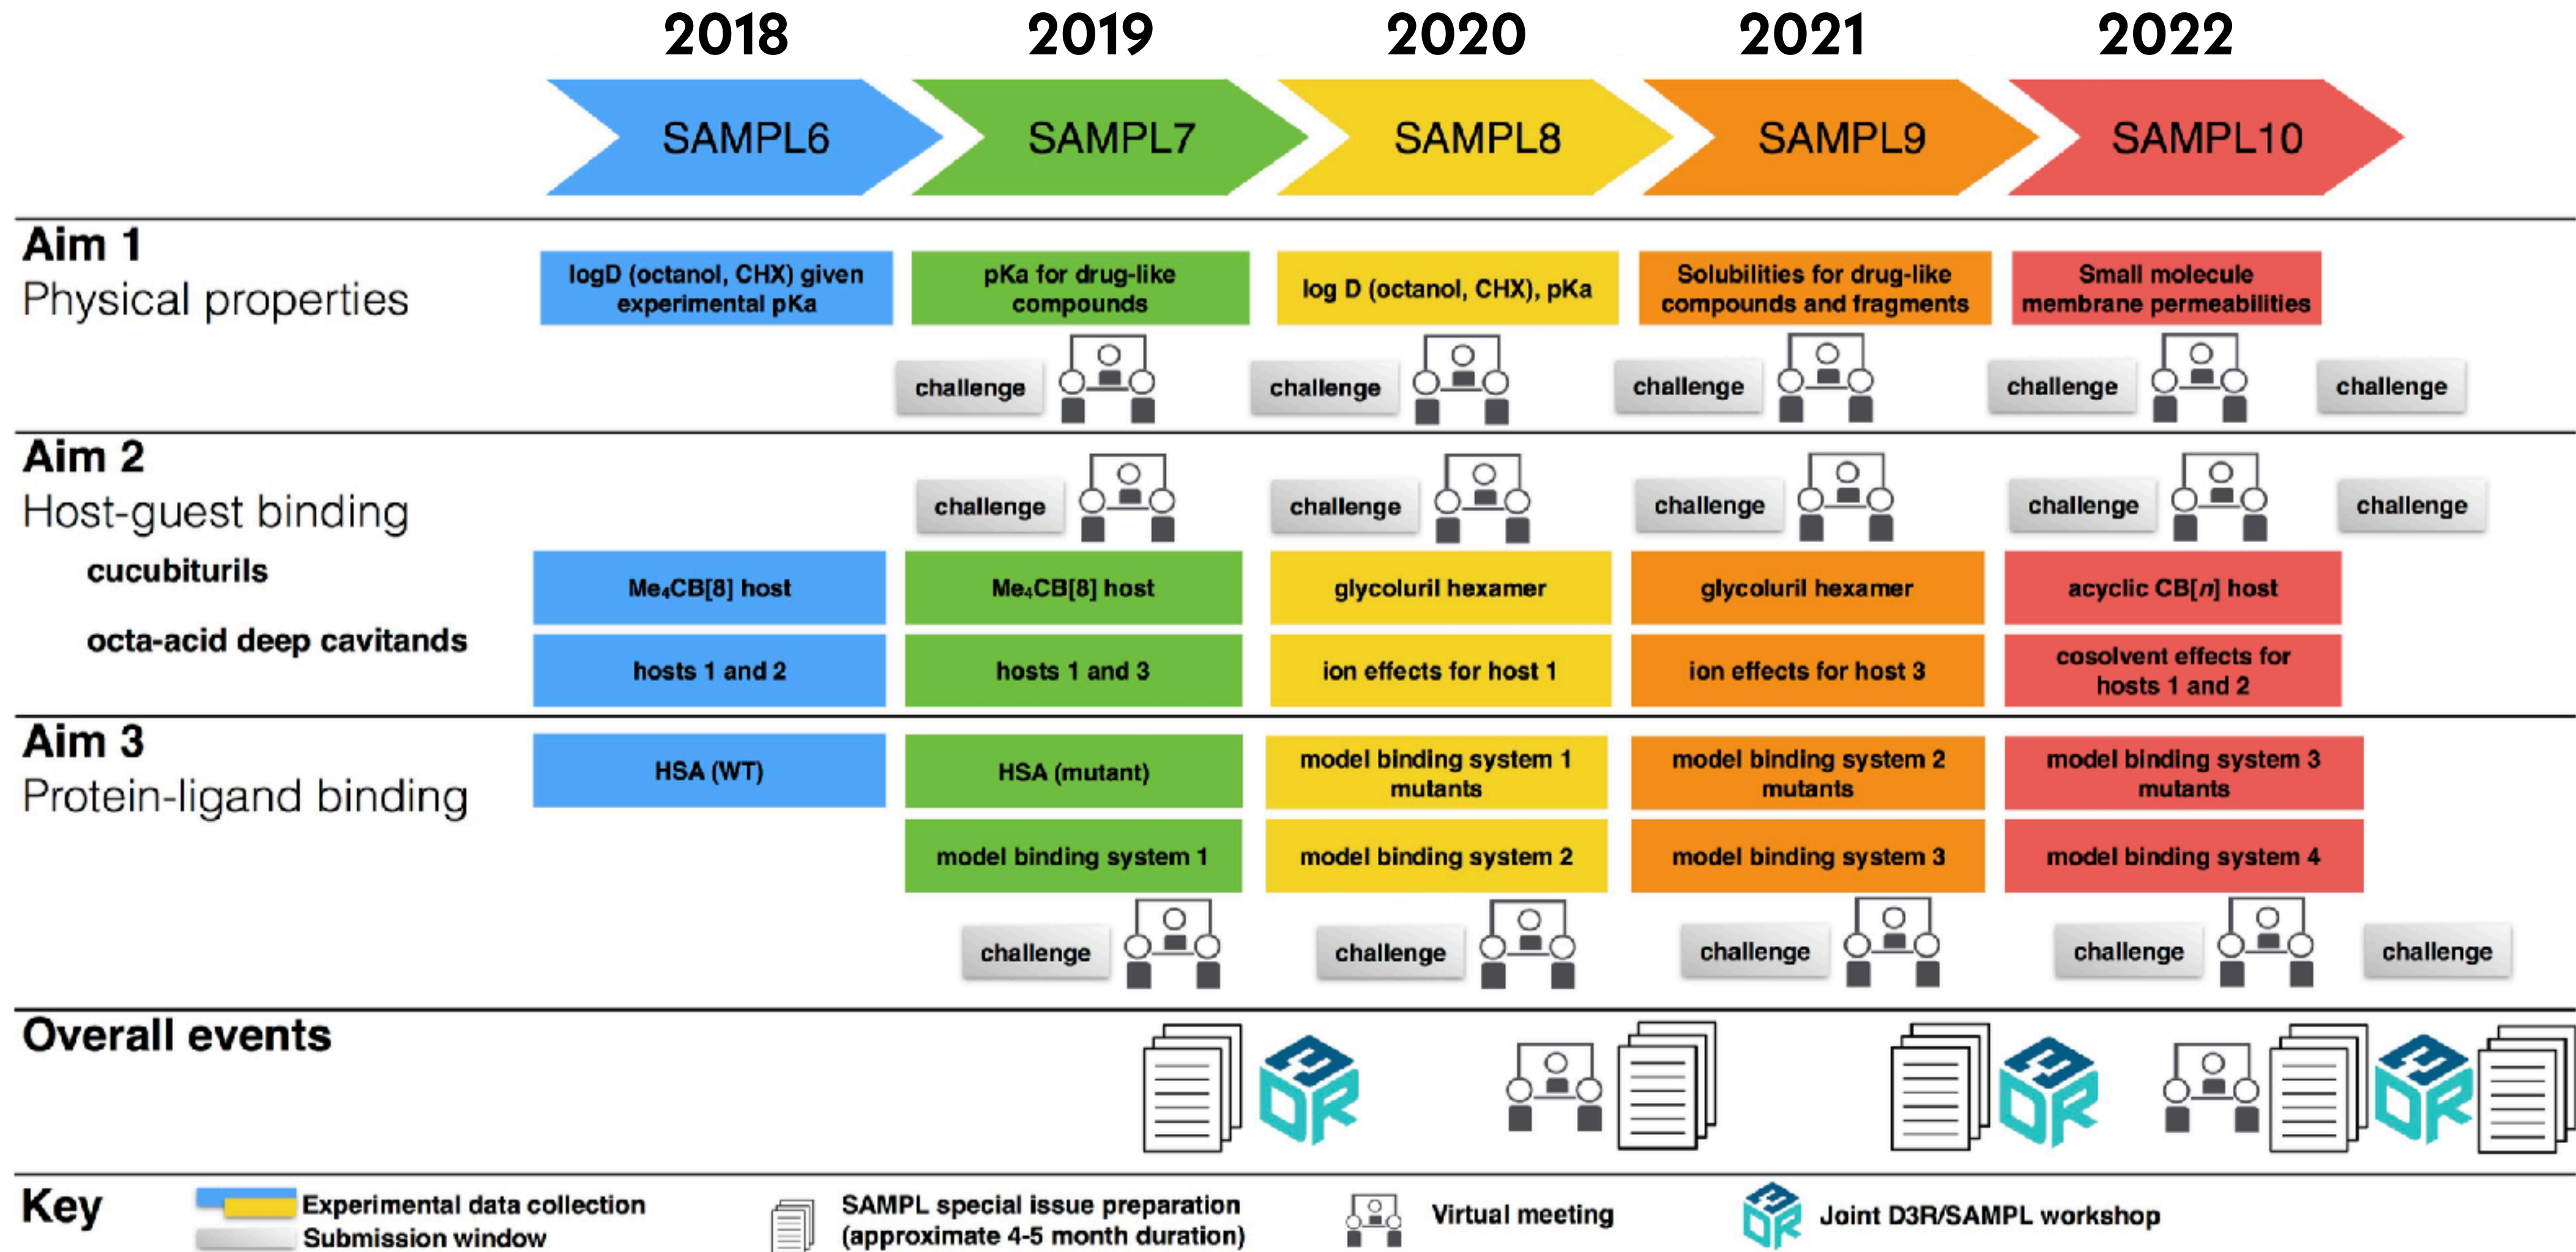 2018 2019 2020 2021 2022
SAMPL6 SAMPL7 SAMPL8 SAMPL9 SAMPL10
Aim 1
Physical properties
logD (octanol, CHX) given
experimental pKa
pKa for drug-like
compounds
log D (octanol, CHX), pKa
Solubilities for drug-like
compounds and fragments
Small molecule
membrane permeabilities
challenge challenge challenge challenge challenge
Aim 2
Host-guest binding
challenge challenge challenge challenge challenge
cucubiturils
Me₄CB[8] host Me₄CB[8] host glycoluril hexamer glycoluril hexamer acyclic CB[n] host
octa-acid deep cavitands
hosts 1 and 2 hosts 1 and 3 ion effects for host 1 ion effects for host 3
cosolvent effects for
hosts 1 and 2
Aim 3
Protein-ligand binding
HSA (WT) HSA (mutant)
model binding system 1
mutants
model binding system 2
mutants
model binding system 3
mutants
model binding system 1 model binding system 2 model binding system 3 model binding system 4
challenge challenge challenge challenge challenge
Overall events
3DR 3DR 3DR
Key
Experimental data collection
Submission window
SAMPL special issue preparation
(approximate 4-5 month duration)
Virtual meeting
3DR
Joint D3R/SAMPL workshop